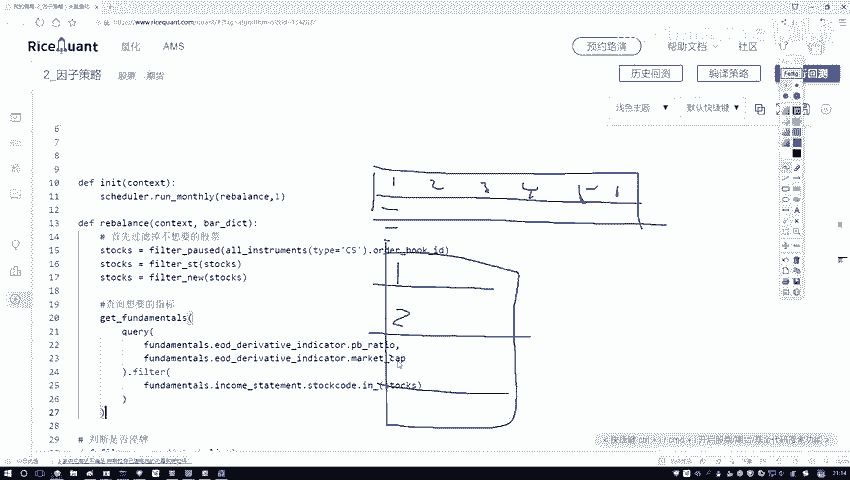 RiceQuant 量化 AMS 预约路演 帮助文档 社区
2_因子策略 股票 期货 历史回测 编译策略 回测
浅色主题 默认快捷键
6
7
8
9
10 def init(context):
11 scheduler.run_monthly(rebalance,1)
12
13 def rebalance(context, bar_dict):
14 # 首先过滤掉不想要的股票
15 stocks = filter_paused(all_instruments(type='CS').order_book_id)
16 stocks = filter_st(stocks)
17 stocks = filter_new(stocks)
18
19 #查询想要的指标
20 get_fundamentals(
21 query(
22 fundamentals.eod_derivative_indicator.pb_ratio,
23 fundamentals.eod_derivative_indicator.market_cap
24 ).filter(
25 fundamentals.income_statement.stockcode.in_(stocks)
26 )
27 )
28
29 # 判断是否停牌
1 2 3 4
1
2
21:14